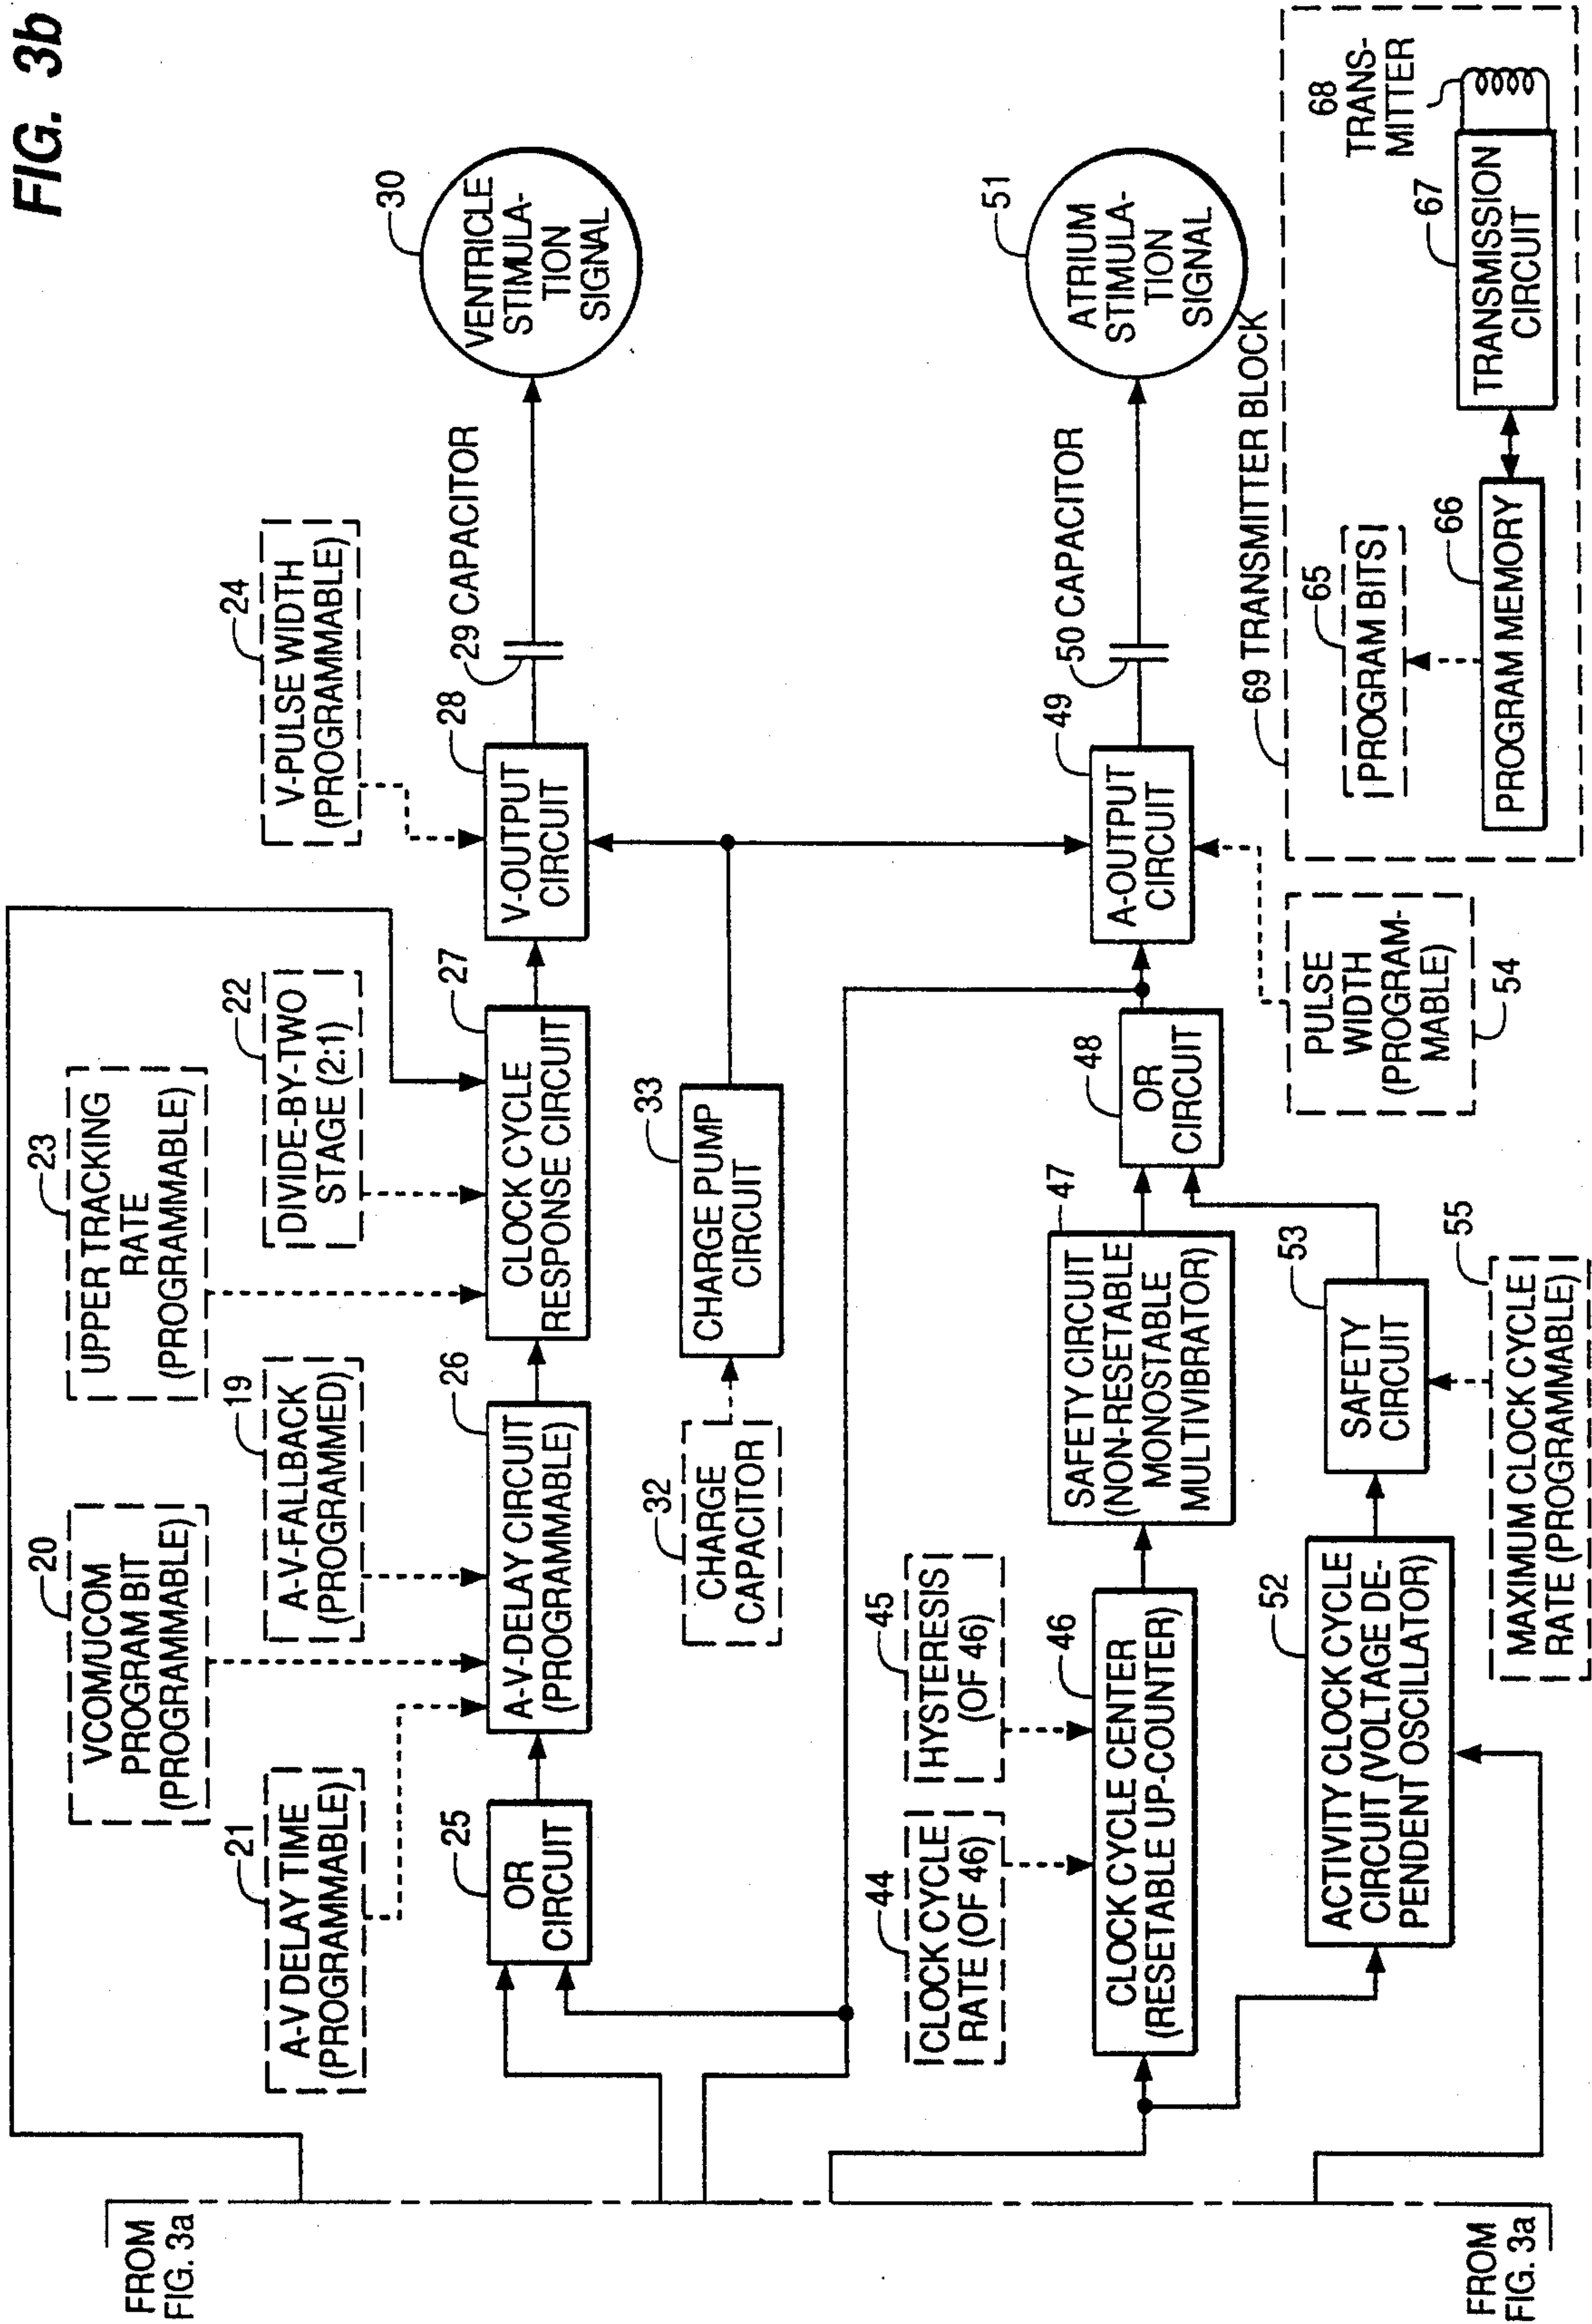 FIG. 3b
FROM
FIG. 3a
20
VCOM/UCOM
PROGRAM BIT
(PROGRAMMABLE)
23
UPPER TRACKING
RATE
(PROGRAMMABLE)
21
A-V DELAY TIME
(PROGRAMMABLE)
19
A-V-FALLBACK
(PROGRAMMED)
22
DIVIDE-BY-TWO
STAGE (2:1)
24
V-PULSE WIDTH
(PROGRAMMABLE)
25
OR
CIRCUIT
26
A-V-DELAY CIRCUIT
(PROGRAMMABLE)
27
CLOCK CYCLE
RESPONSE CIRCUIT
28
V-OUTPUT
CIRCUIT
29 CAPACITOR
30
VENTRICLE
STIMULA-
TION
SIGNAL
32
CHARGE
CAPACITOR
33
CHARGE PUMP
CIRCUIT
44
CLOCK CYCLE
RATE (OF 46)
45
HYSTERESIS
(OF 46)
46
CLOCK CYCLE CENTER
(RESETABLE UP-COUNTER)
47
SAFETY CIRCUIT
(NON-RESETABLE
MONOSTABLE
MULTIVIBRATOR)
48
OR
CIRCUIT
49
A-OUTPUT
CIRCUIT
50 CAPACITOR
51
ATRIUM
STIMULA-
TION
SIGNAL
52
ACTIVITY CLOCK CYCLE
CIRCUIT (VOLTAGE DE-
PENDENT OSCILLATOR)
53
SAFETY
CIRCUIT
55
MAXIMUM CLOCK CYCLE
RATE (PROGRAMMABLE)
PULSE
WIDTH
(PROGRAM-
MABLE)
54
69 TRANSMITTER BLOCK
65
PROGRAM BITS
66
PROGRAM MEMORY
67
TRANSMISSION
CIRCUIT
68
TRANS-
MITTER
FROM
FIG. 3a